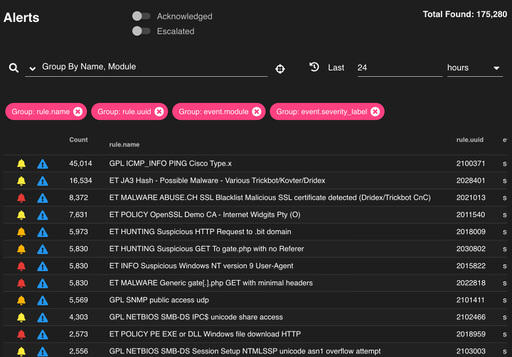 Alerts
Acknowledged
Escalated
Total Found: 175,280
Group By Name, Module
Last 24 hours
Group: rule.name Group: rule.uuid Group: event.module Group: event.severity_label
Count rule.name rule.uuid e
45,014 GPL ICMP_INFO PING Cisco Type.x 2100371 s
16,534 ET JA3 Hash - Possible Malware - Various Trickbot/Kovter/Dridex 2028401 s
8,372 ET MALWARE ABUSE.CH SSL Blacklist Malicious SSL certificate detected (Dridex/Trickbot CnC) 2021013 s
7,631 ET POLICY OpenSSL Demo CA - Internet Widgits Pty (O) 2011540 s
5,973 ET HUNTING Suspicious HTTP Request to .bit domain 2018009 s
5,830 ET HUNTING Suspicious GET To gate.php with no Referer 2030802 s
5,830 ET INFO Suspicious Windows NT version 9 User-Agent 2015822 s
5,830 ET MALWARE Generic gate[.].php GET with minimal headers 2022818 s
5,569 GPL SNMP public access udp 2101411 s
4,303 GPL NETBIOS SMB-DS IPC$ unicode share access 2102466 s
2,573 ET POLICY PE EXE or DLL Windows file download HTTP 2018959 s
2,556 GPL NETBIOS SMB-DS Session Setup NTMLSSP unicode asn1 overflow attempt 2103003 s